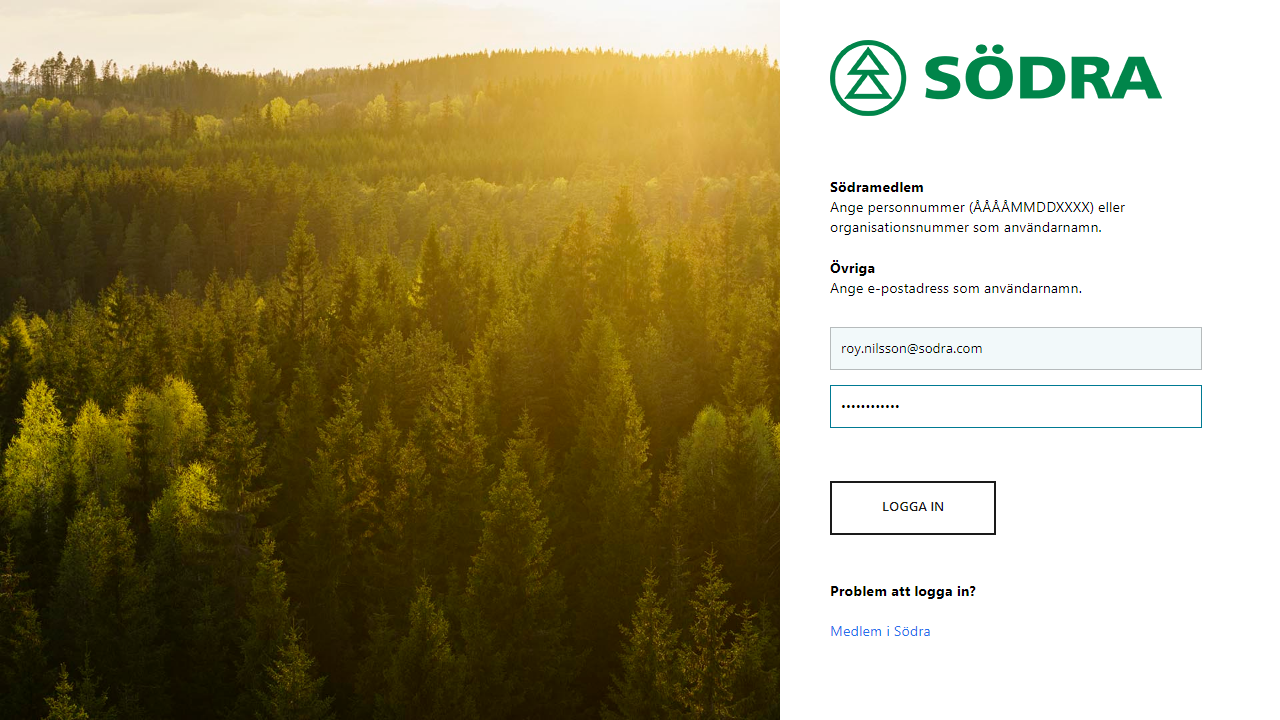 SÖDRA
Södramedlem
Ange personnummer (ÅÅÅÅMMDDXXXX) eller
organisationsnummer som användarnamn.
Övriga
Ange e-postadress som användarnamn.
roy.nilsson@sodra.com
••••••••••••
LOGGA IN
Problem att logga in?
Medlem i Södra